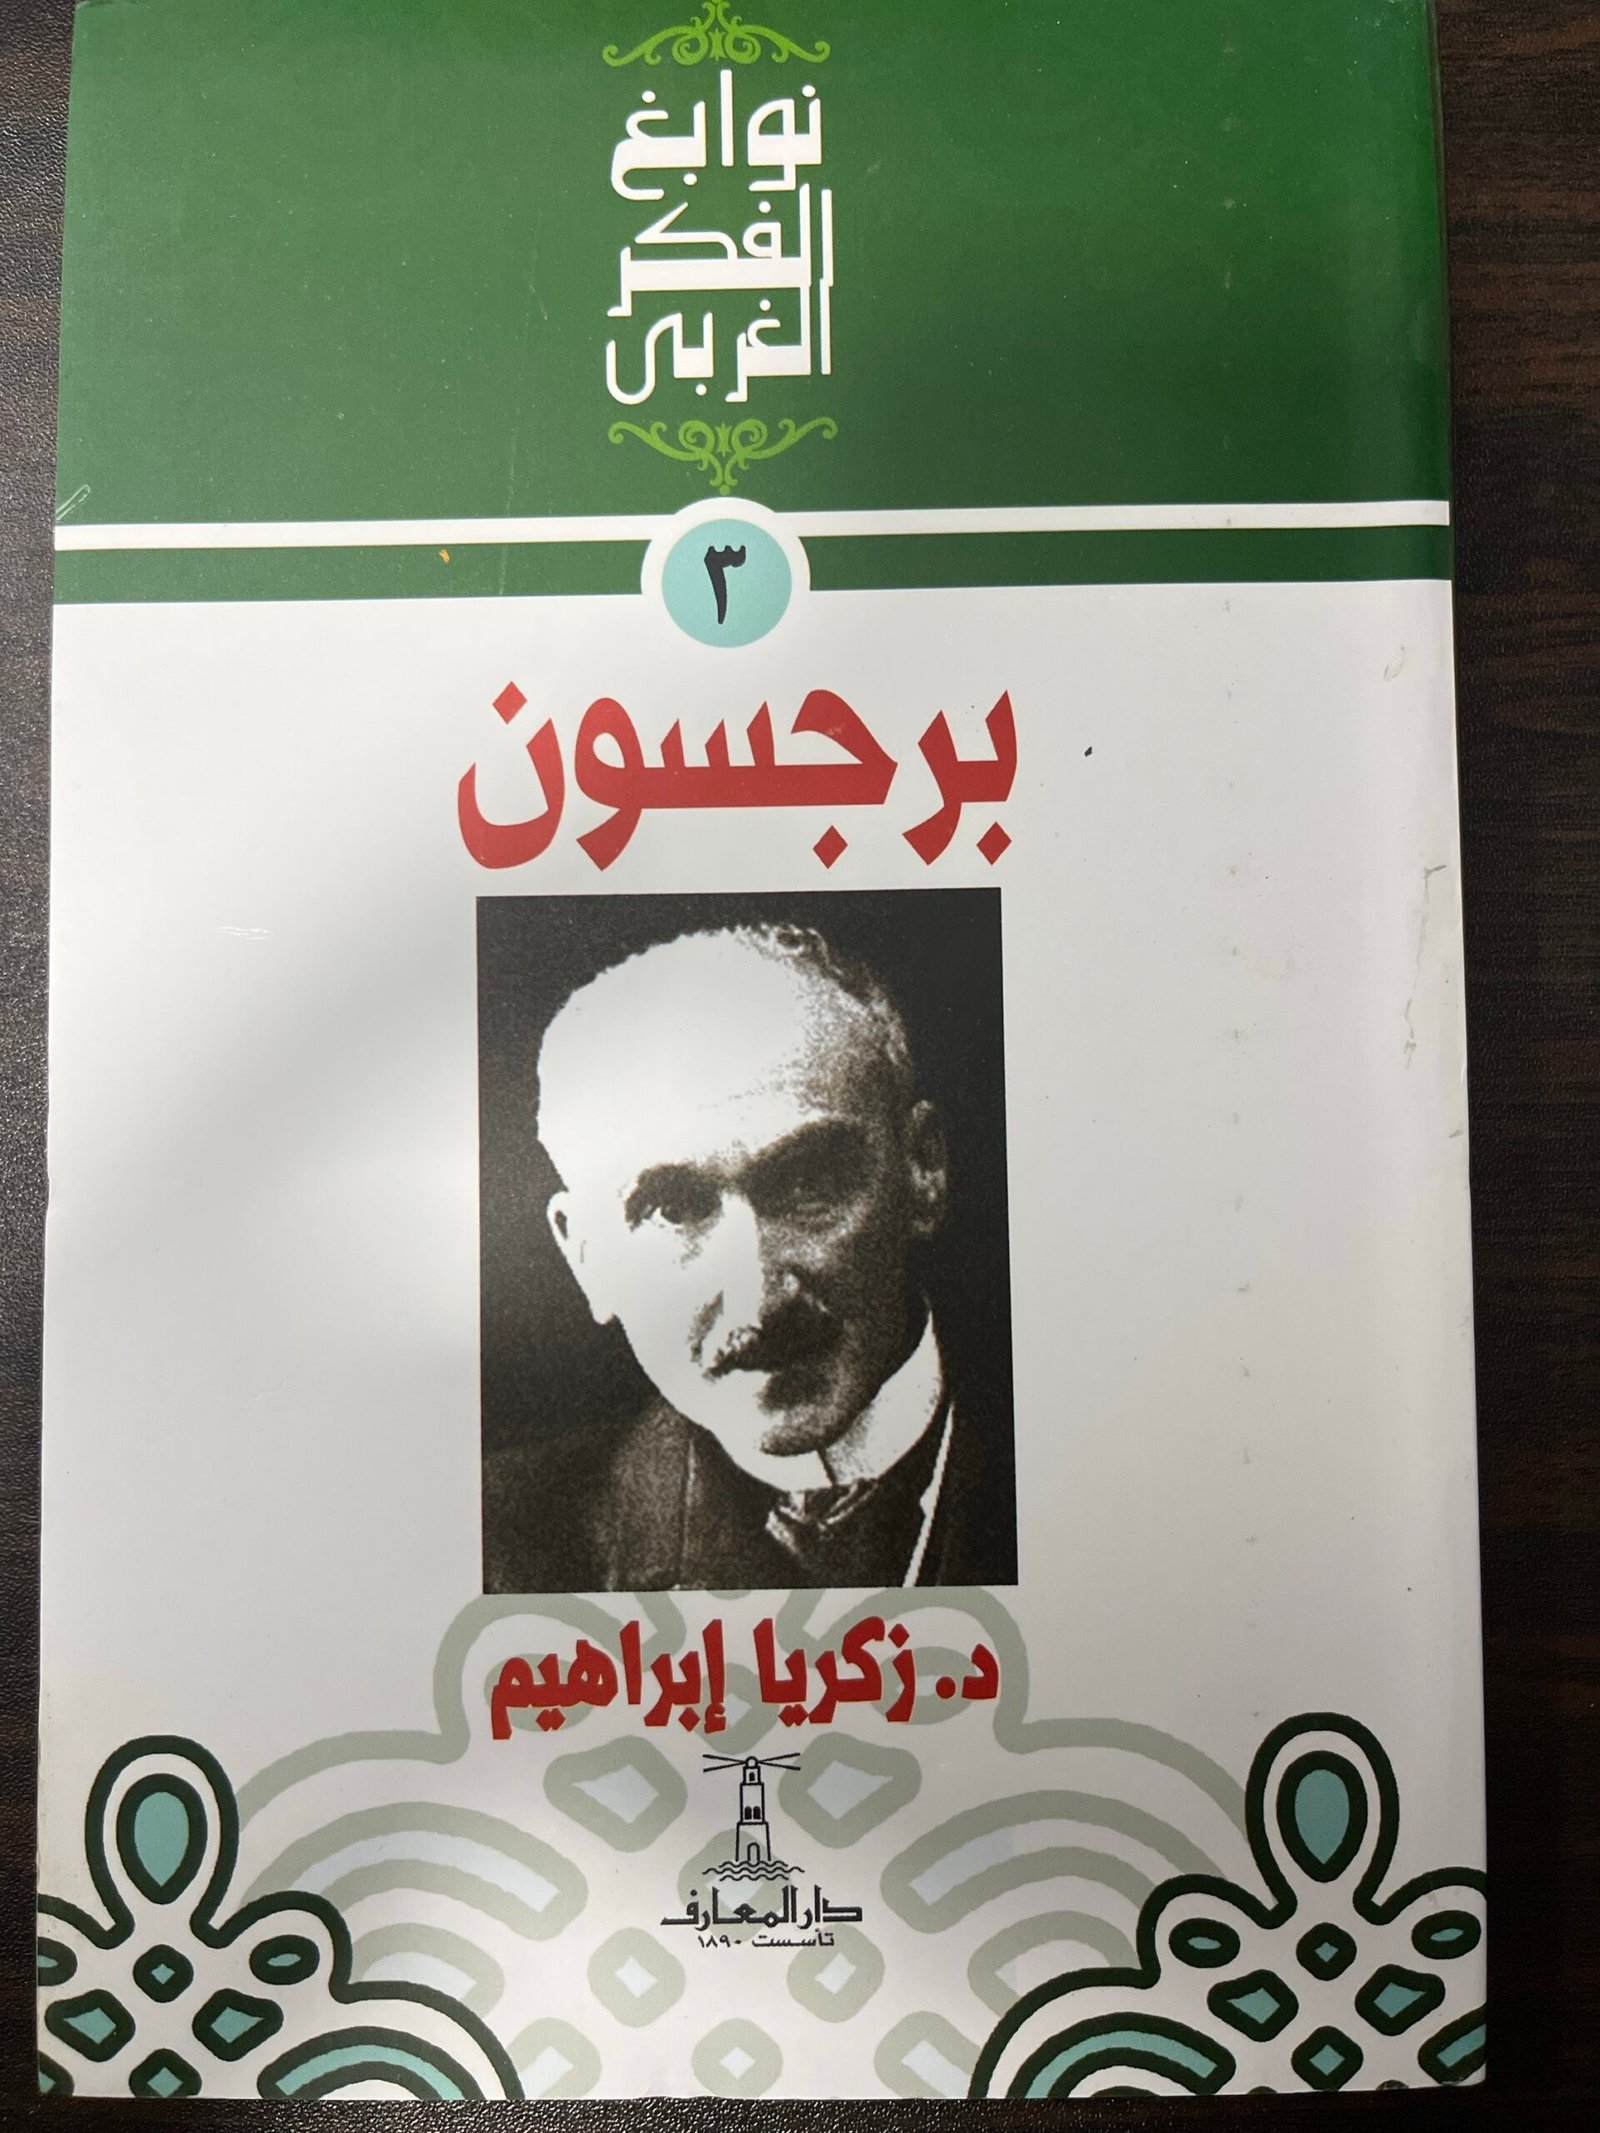 نوابغ
الفكر
الغربى
٣
برجسون
د. زكريا إبراهيم
دار المعارف
تأسست ١٨٩٠